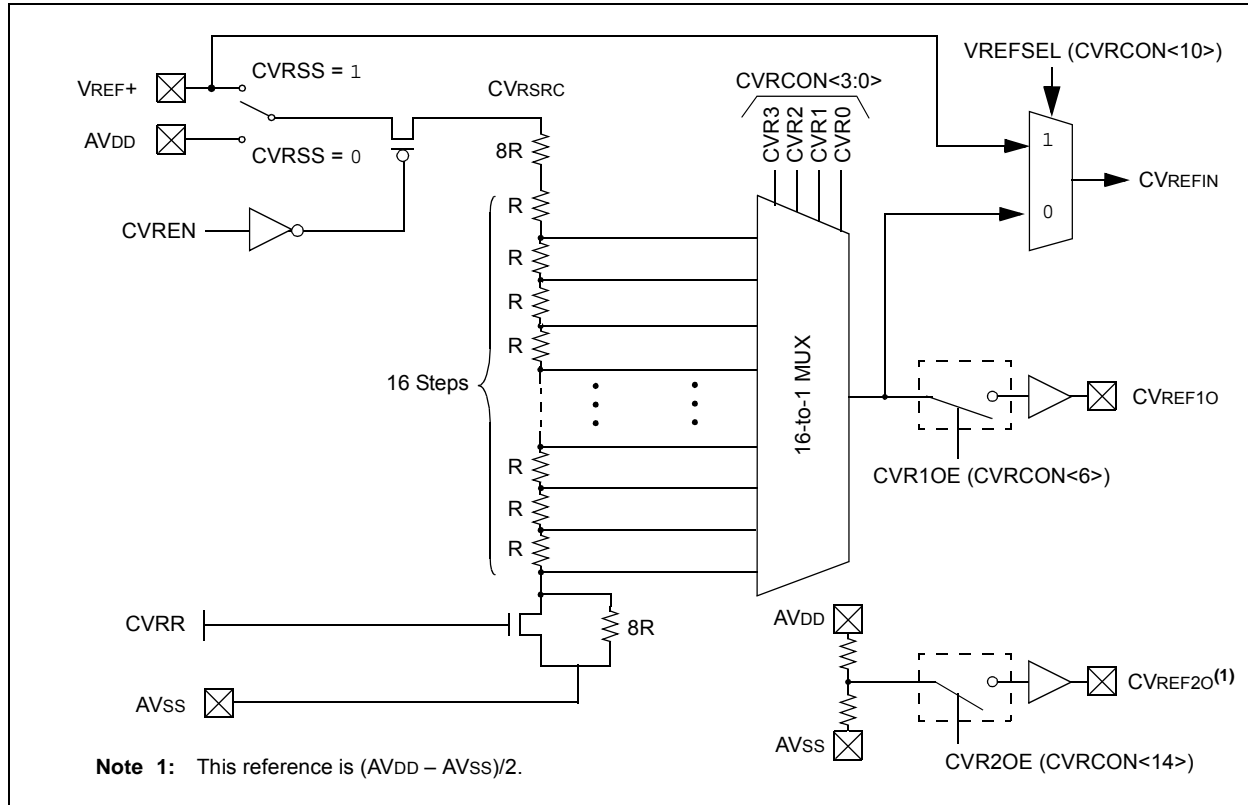 VREF+
CVRSS = 1
AVDD
CVRSS = 0
CVREN
CVRSRC
8R
R
R
R
R
16 Steps
R
R
R
CVRCON<3:0>
CVR3
CVR2
CVR1
CVR0
16-to-1 MUX
VREFSEL (CVRCON<10>)
1
0
CVREFIN
CVREF1O
CVR1OE (CVRCON<6>)
CVRR
8R
AVSS
AVDD
AVSS
CVREF2O(1)
CVR2OE (CVRCON<14>)
Note 1: This reference is (AVDD – AVSS)/2.